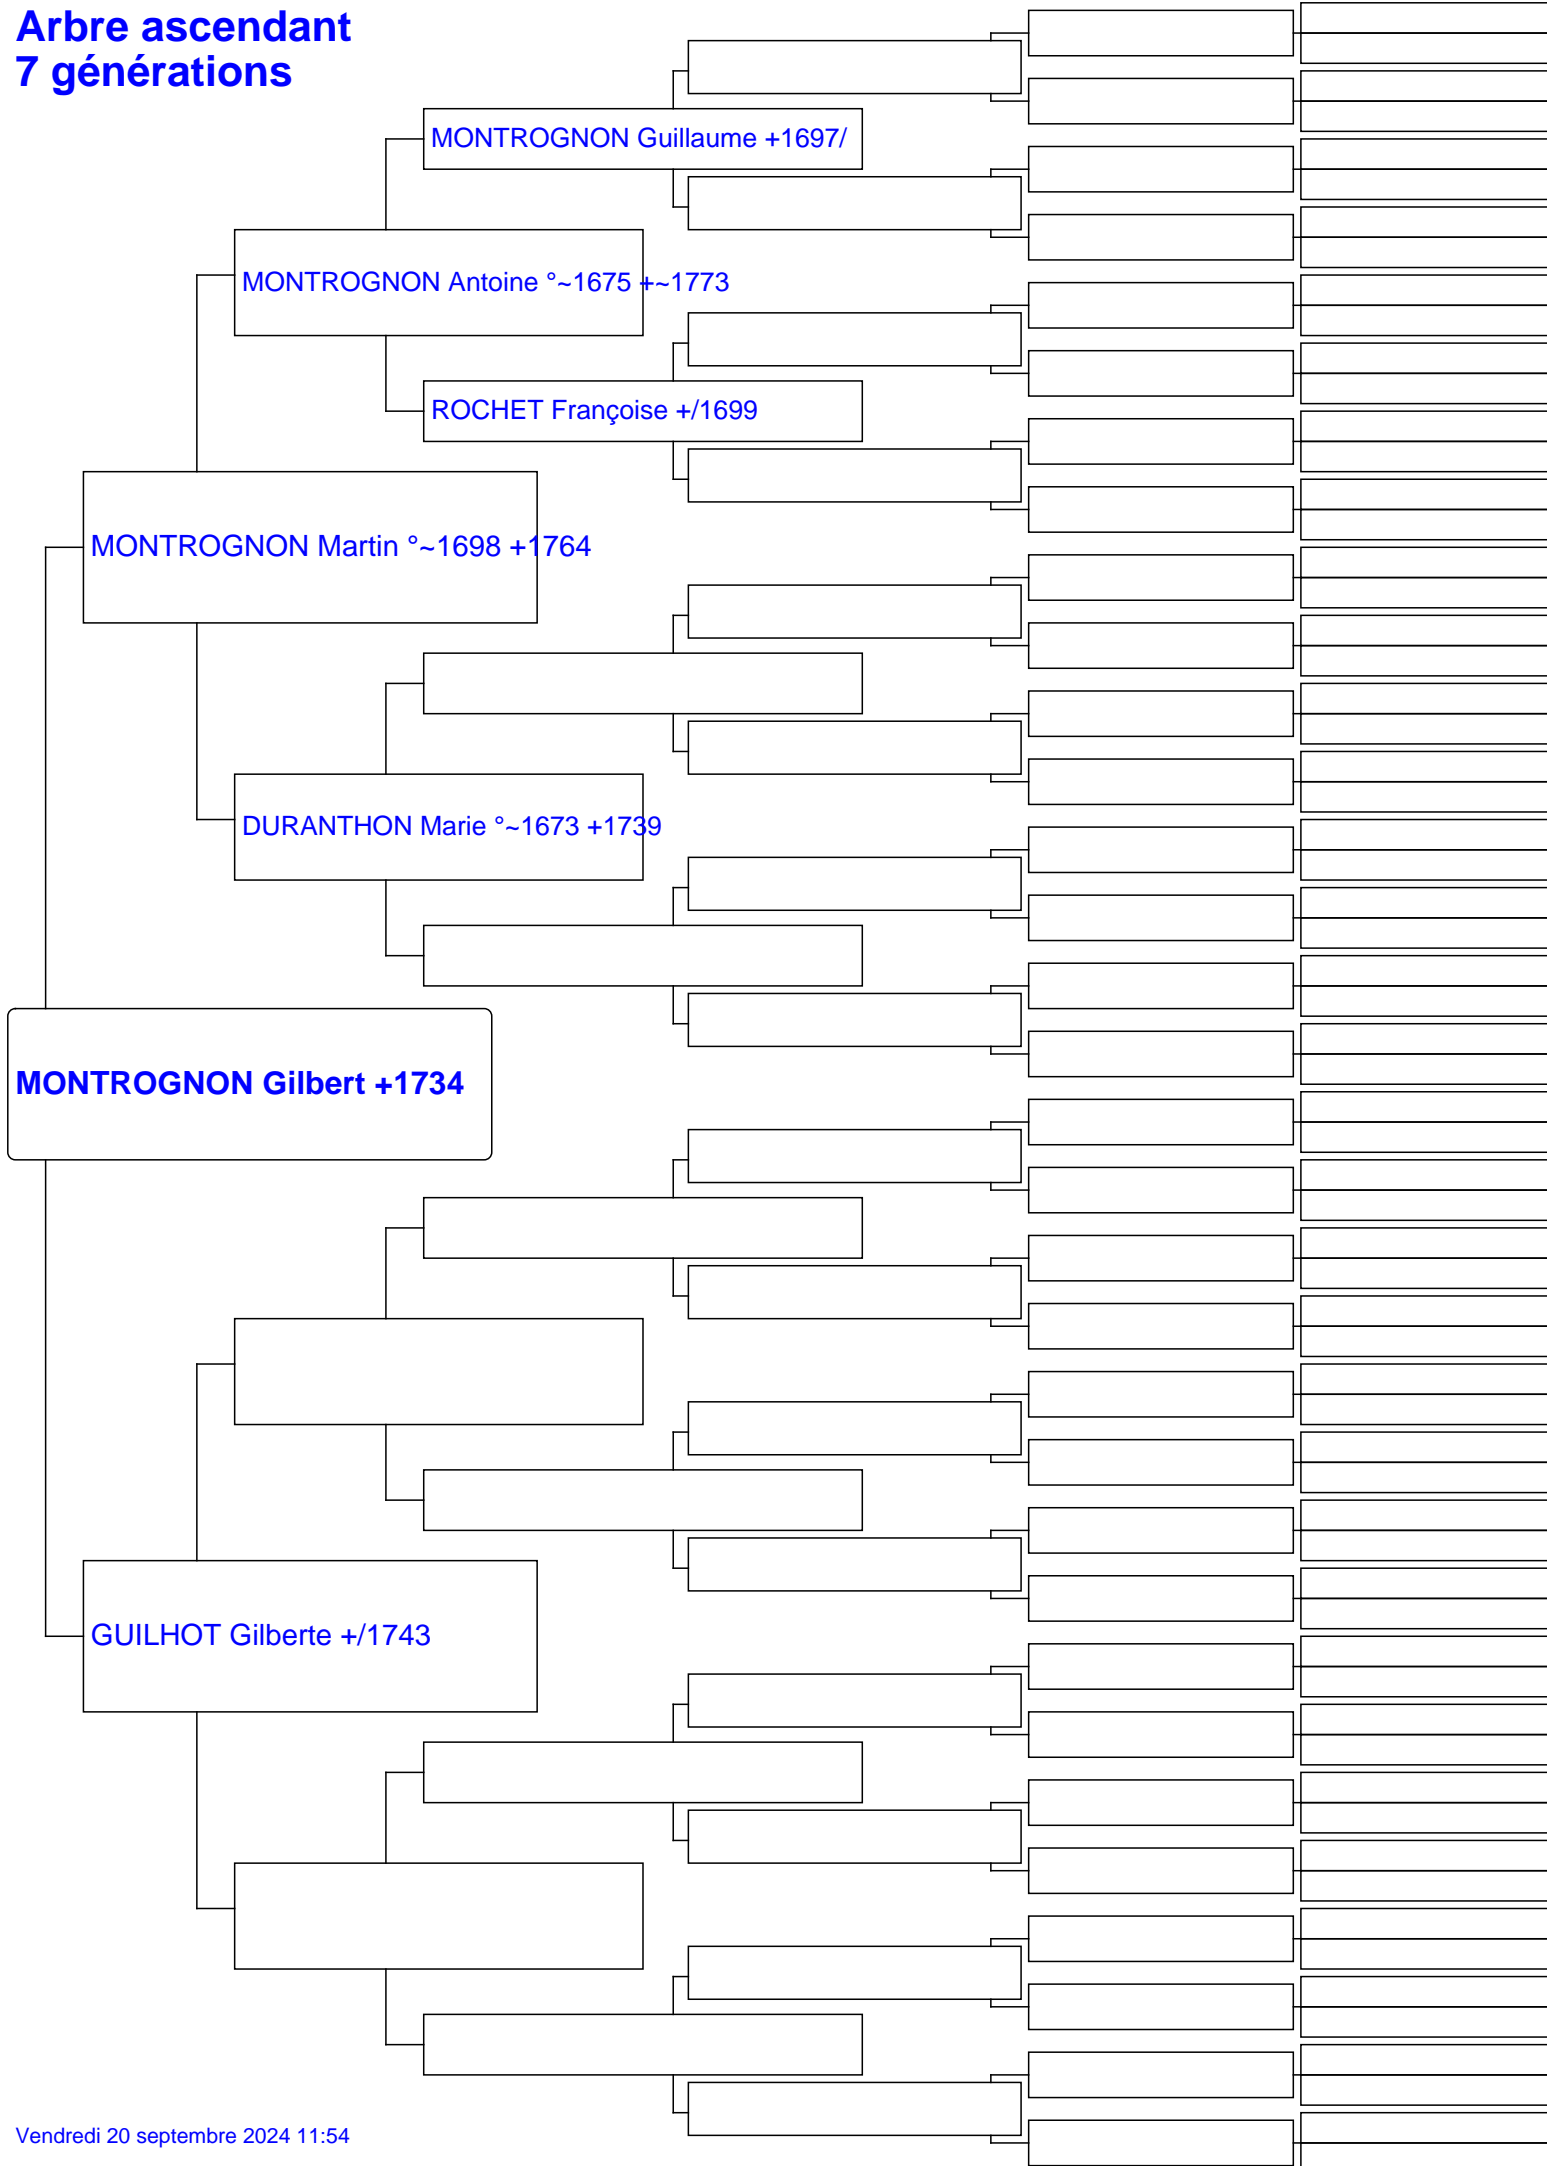 Arbre ascendant
7 générations
MONTROGNON Guillaume +1697/
MONTROGNON Antoine °~1675 +~1773
ROCHET Françoise +/1699
MONTROGNON Martin °~1698 +1764
DURANTHON Marie °~1673 +1739
MONTROGNON Gilbert +1734
GUILHOT Gilberte +/1743
Vendredi 20 septembre 2024 11:54